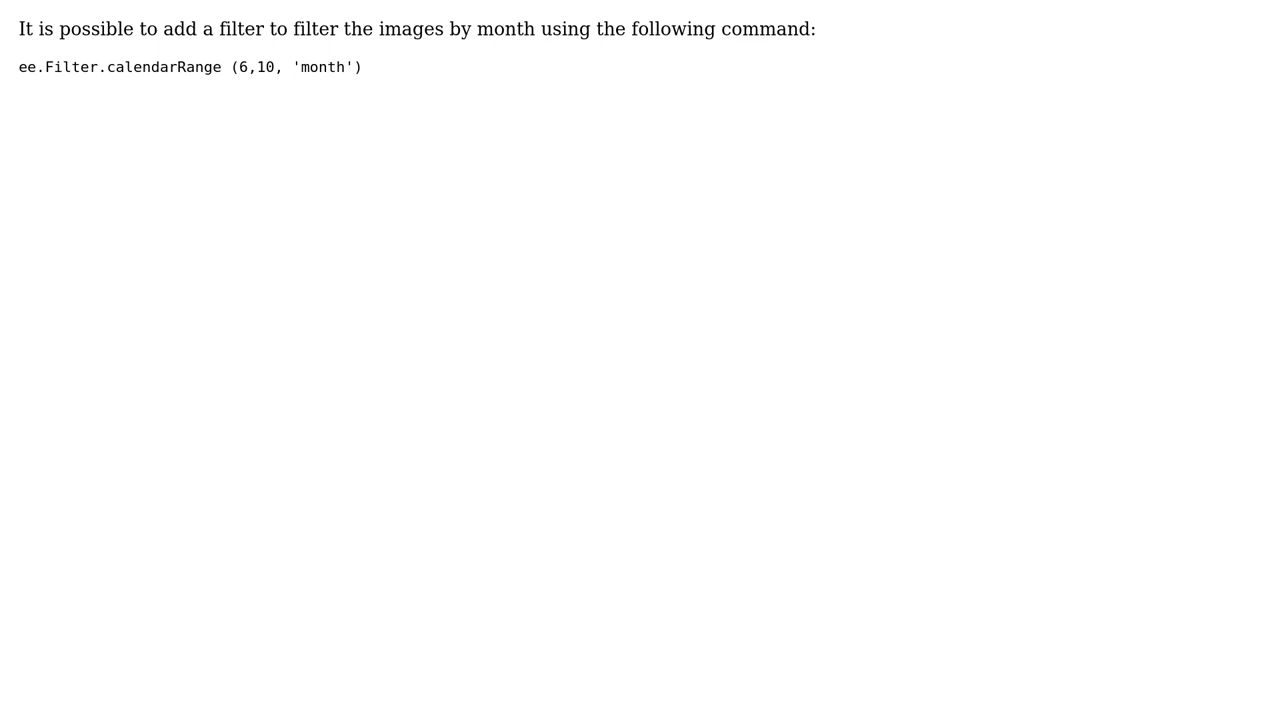 It is possible to add a filter to filter the images by month using the following command:
ee.Filter.calendarRange (6,10, 'month')